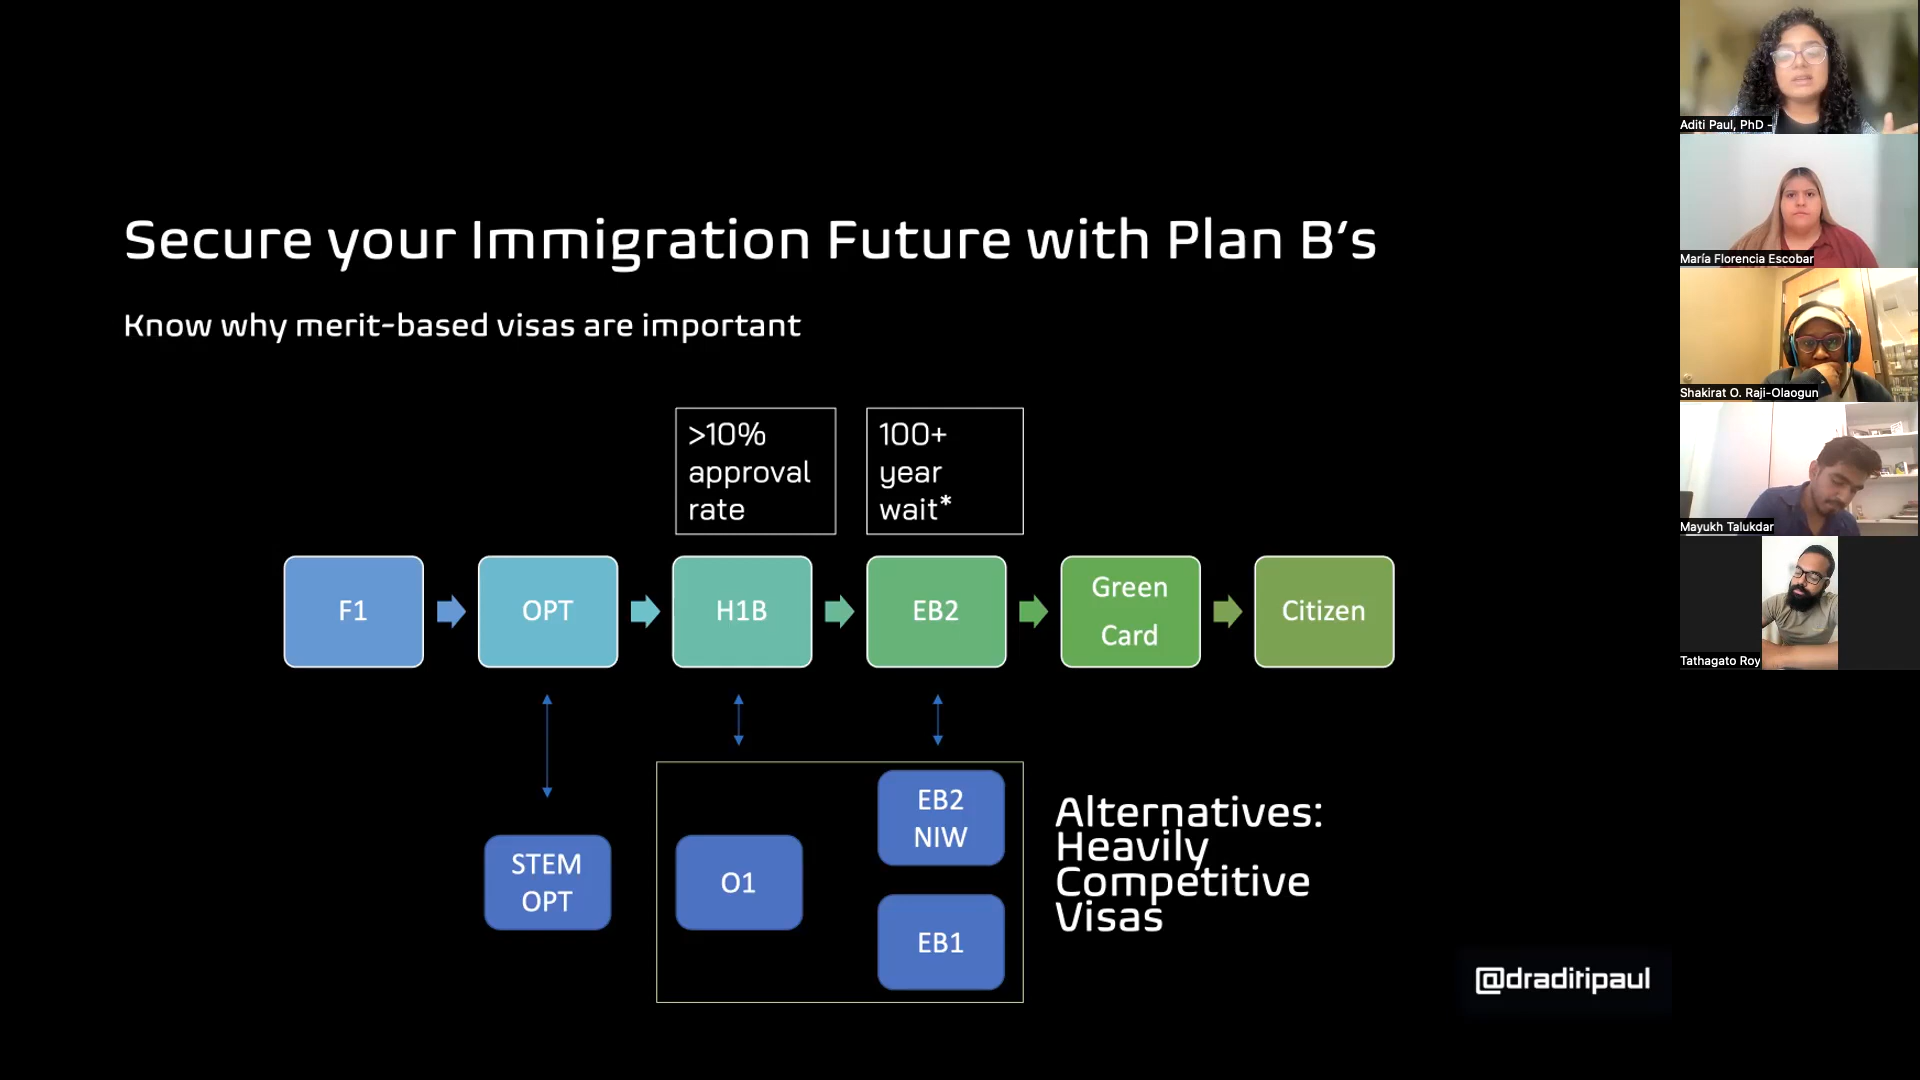 Secure your Immigration Future with Plan B's
Know why merit-based visas are important
>10%
approval
rate
100+
year
wait*
F1
OPT
H1B
EB2
Green
Card
Citizen
STEM
OPT
O1
EB2
NIW
EB1
Alternatives:
Heavily
Competitive
Visas
@draditipaul
Aditi Paul, PhD -
María Florencia Escobar
Shakirat O. Raji-Olaogun
Mayukh Talukdar
Tathagato Roy